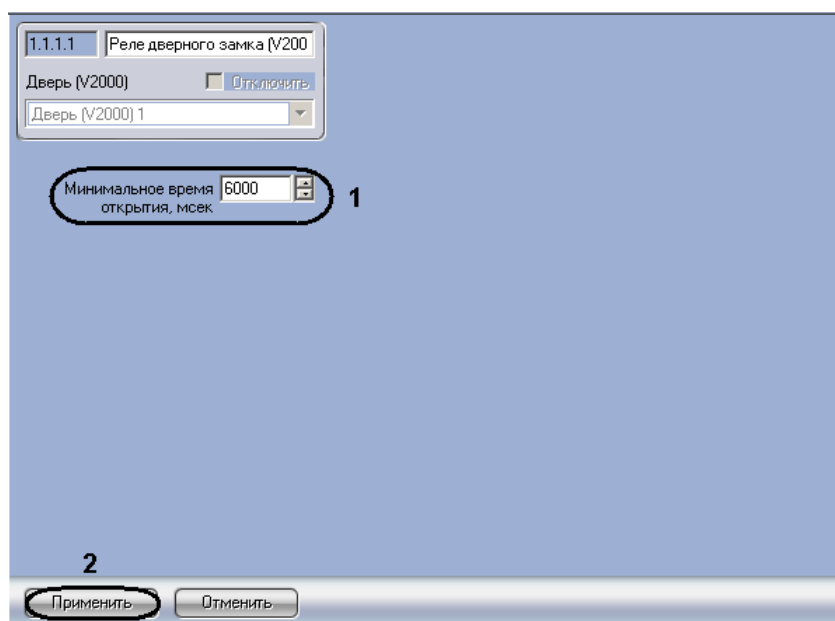 1.1.1.1 Реле дверного замка (V200
Дверь (V2000) Отключить
Дверь (V2000) 1
Минимальное время 6000
открытия, мсек
1
2
Применить Отменить